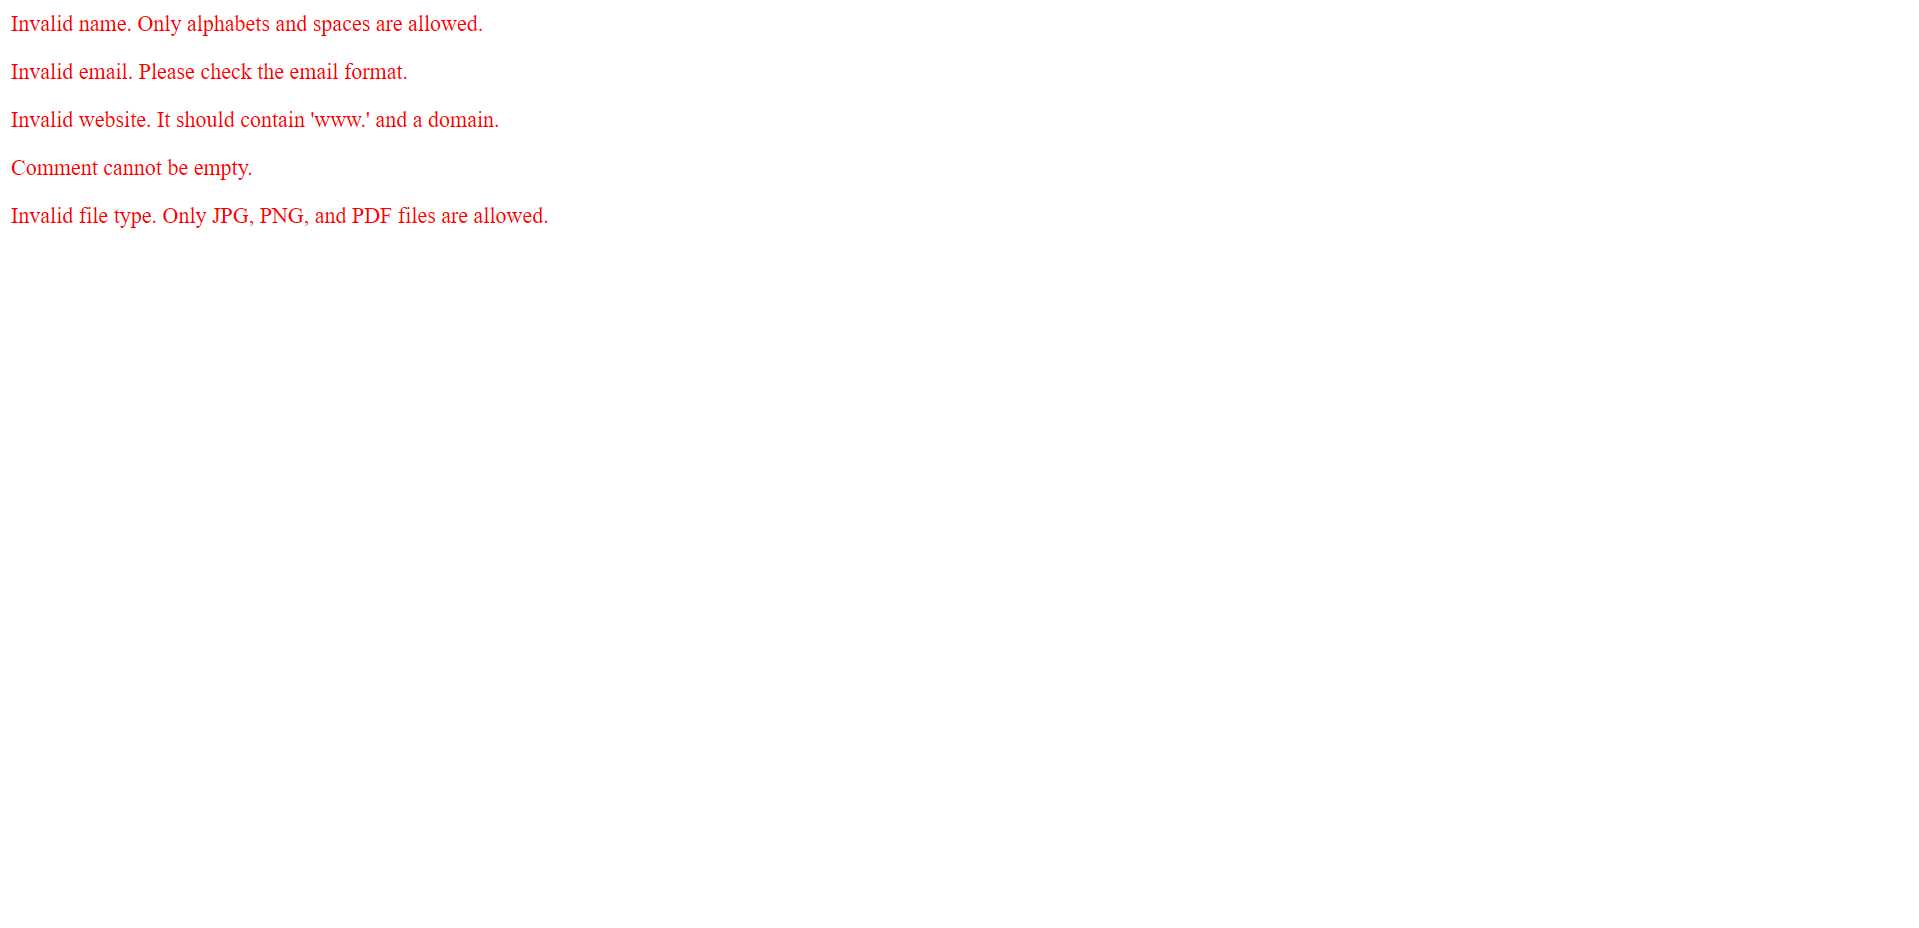 Invalid name. Only alphabets and spaces are allowed.
Invalid email. Please check the email format.
Invalid website. It should contain 'www.' and a domain.
Comment cannot be empty.
Invalid file type. Only JPG, PNG, and PDF files are allowed.